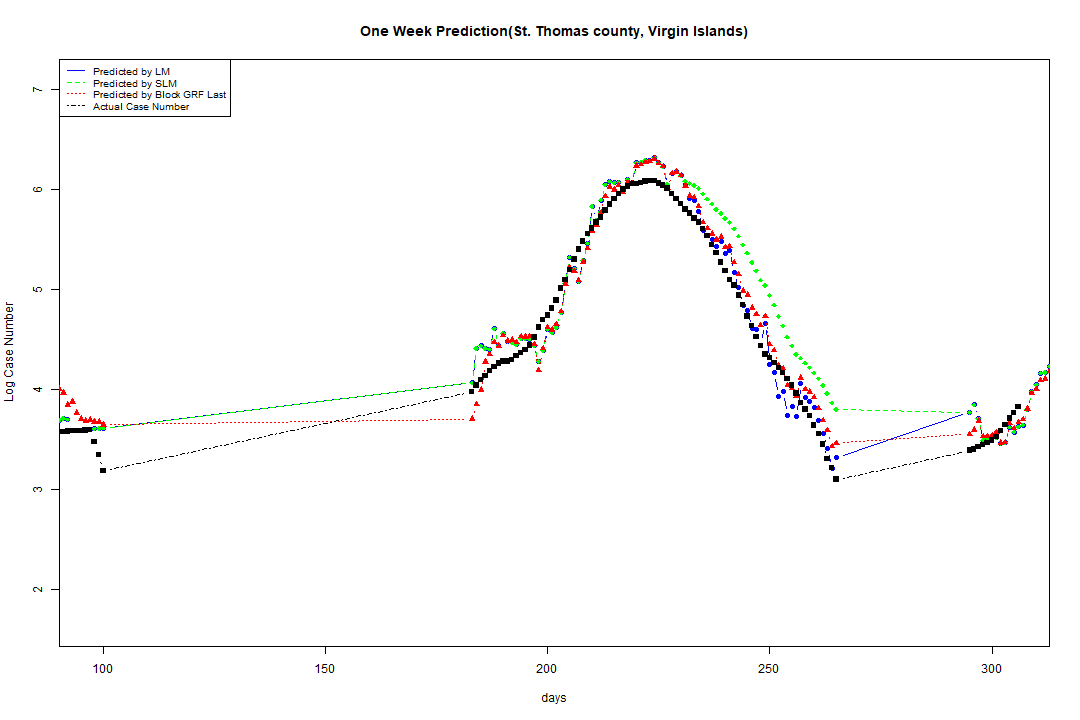 One Week Prediction(St. Thomas county, Virgin Islands)
Predicted by LM
Predicted by SLM
Predicted by Block GRF Last
Actual Case Number
7
6
5
4
3
2
Log Case Number
100 150 200 250 300
days